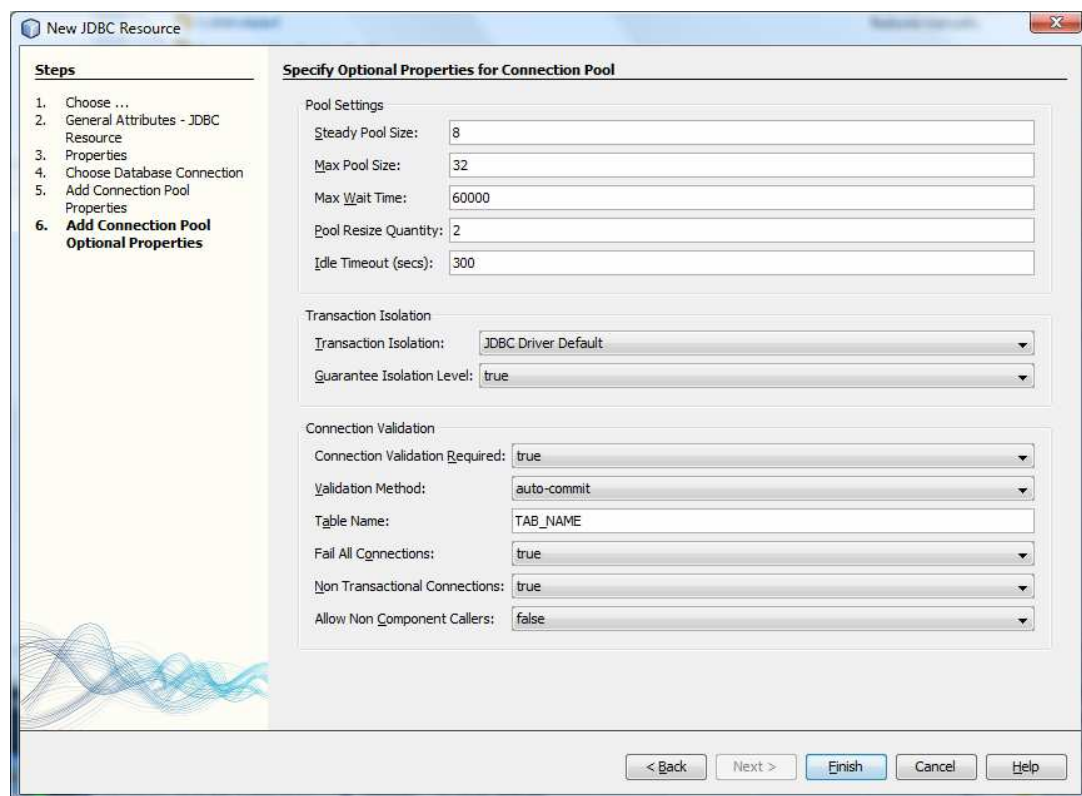 New JDBC Resource
Steps
1. Choose ...
2. General Attributes - JDBC
Resource
3. Properties
4. Choose Database Connection
5. Add Connection Pool
Properties
6. Add Connection Pool
Optional Properties
Specify Optional Properties for Connection Pool
Pool Settings
Steady Pool Size: 8
Max Pool Size: 32
Max Wait Time: 60000
Pool Resize Quantity: 2
Idle Timeout (secs): 300
Transaction Isolation
Transaction Isolation: JDBC Driver Default
Guarantee Isolation Level: true
Connection Validation
Connection Validation Required: true
Validation Method: auto-commit
Table Name: TAB_NAME
Fail All Connections: true
Non Transactional Connections: true
Allow Non Component Callers: false
< Back Next > Finish Cancel Help